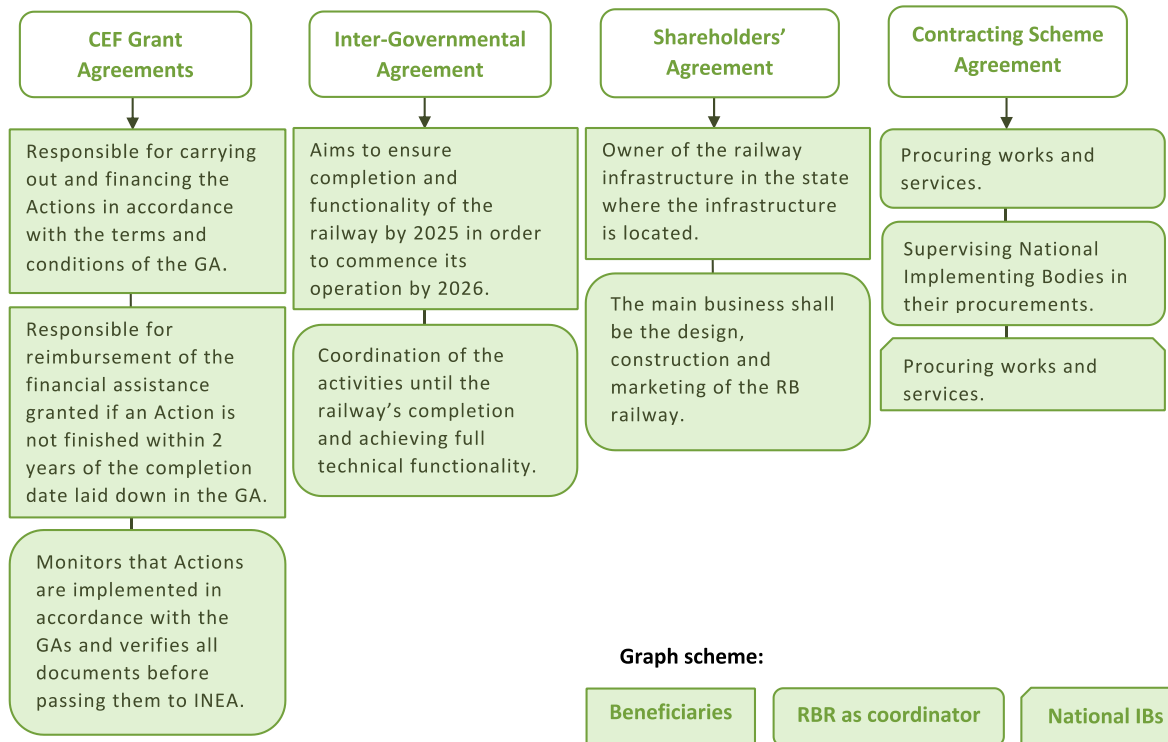 CEF Grant
Agreements
Responsible for carrying
out and financing the
Actions in accordance
with the terms and
conditions of the GA.
Responsible for
reimbursement of the
financial assistance
granted if an Action is
not finished within 2
years of the completion
date laid down in the GA.
Monitors that Actions
are implemented in
accordance with the
GAs and verifies all
documents before
passing them to INEA.
Inter-Governmental
Agreement
Aims to ensure
completion and
functionality of the
railway by 2025 in order
to commence its
operation by 2026.
Coordination of the
activities until the
railway’s completion
and achieving full
technical functionality.
Shareholders’
Agreement
Owner of the railway
infrastructure in the state
where the infrastructure
is located.
The main business shall
be the design,
construction and
marketing of the RB
railway.
Contracting Scheme
Agreement
Procuring works and
services.
Supervising National
Implementing Bodies in
their procurements.
Procuring works and
services.
Graph scheme:
Beneficiaries
RBR as coordinator
National IBs